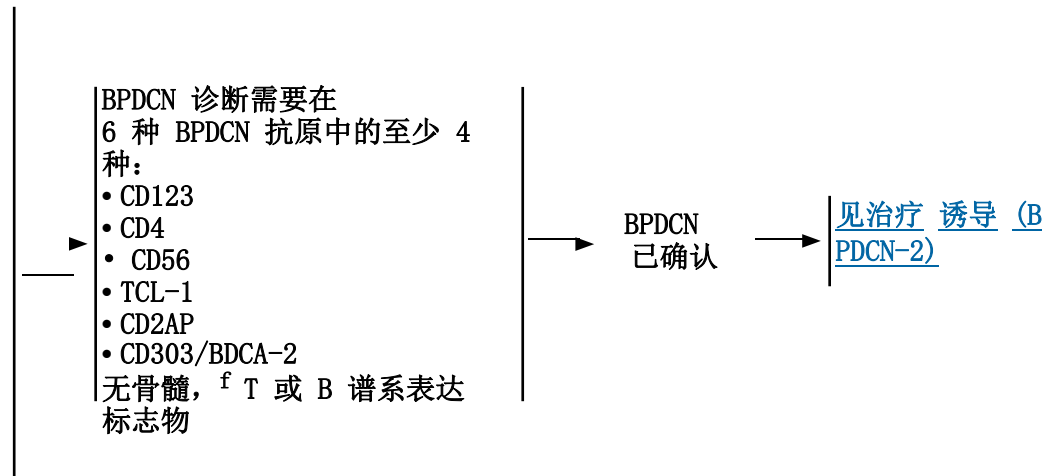 BPDCN 诊断需要在
6 种 BPDCN 抗原中的至少 4
种：
• CD123
• CD4
• CD56
• TCL-1
• CD2AP
• CD303/BDCA-2
无骨髓，f T 或 B 谱系表达
标志物
BPDCN
已确认
见治疗 诱导 (B
PDCN-2)